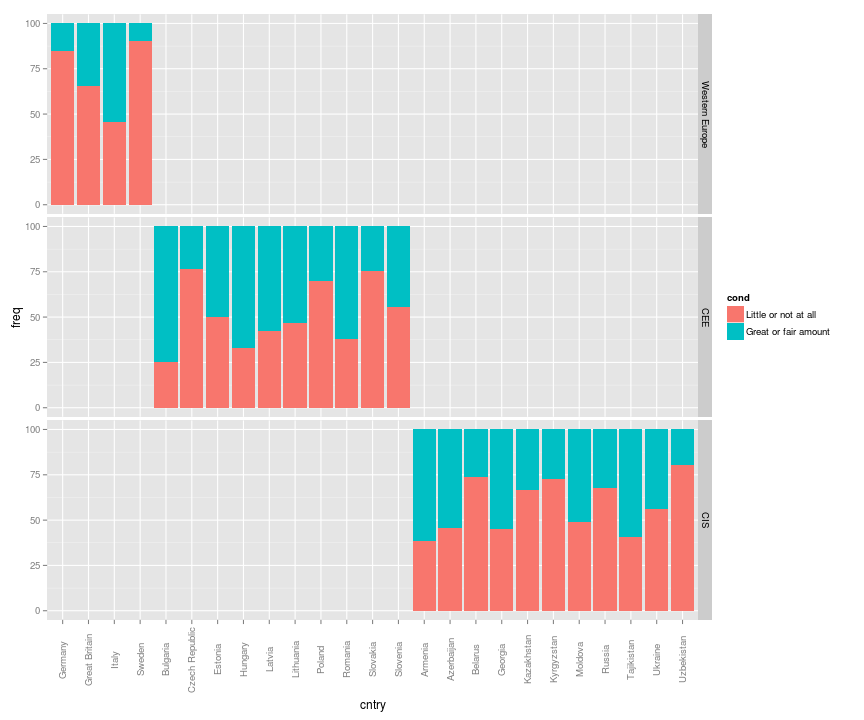 100
75
50
25
0
Western Europe
100
75
50
25
0
CEE
100
75
50
25
0
CIS
freq
Germany
Great Britain
Italy
Sweden
Bulgaria
Czech Republic
Estonia
Hungary
Latvia
Lithuania
Poland
Romania
Slovakia
Slovenia
Armenia
Azerbaijan
Belarus
Georgia
Kazakhstan
Kyrgyzstan
Moldova
Russia
Tajikistan
Ukraine
Uzbekistan
cntry
cond
Little or not at all
Great or fair amount